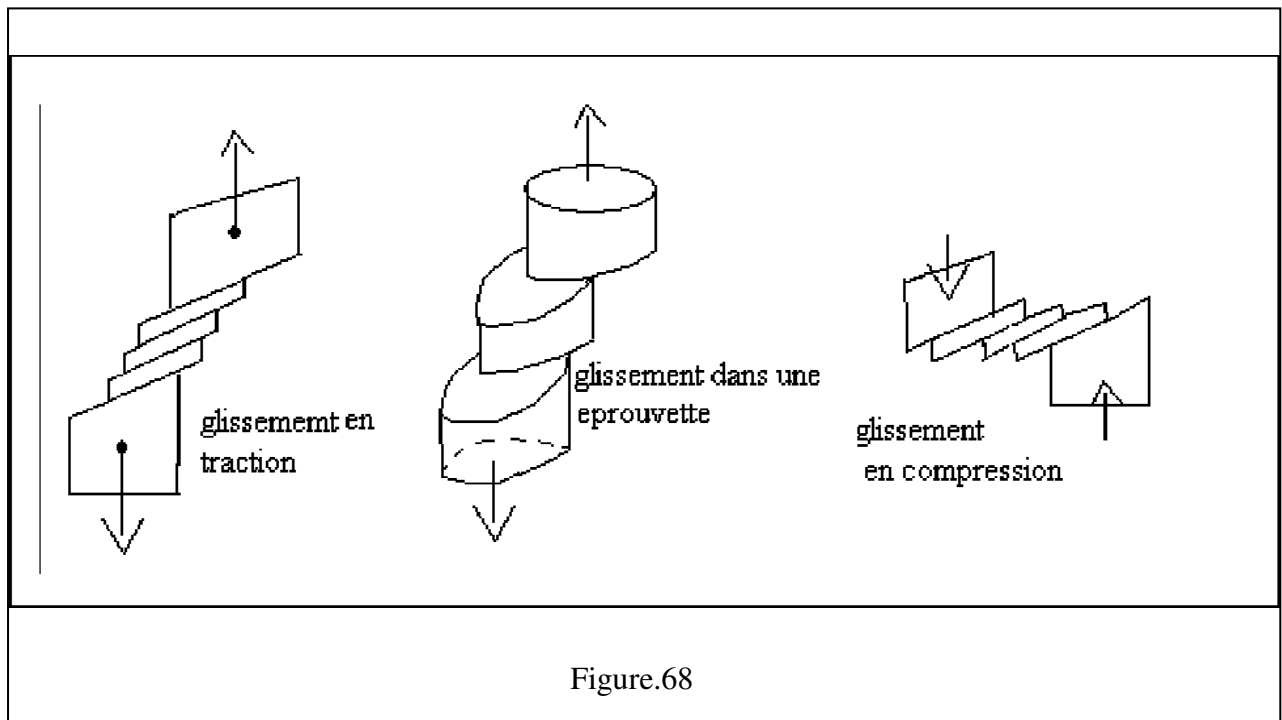 glissememt en
traction
glissement dans une
eprouvette
glissement
en compression
Figure.68